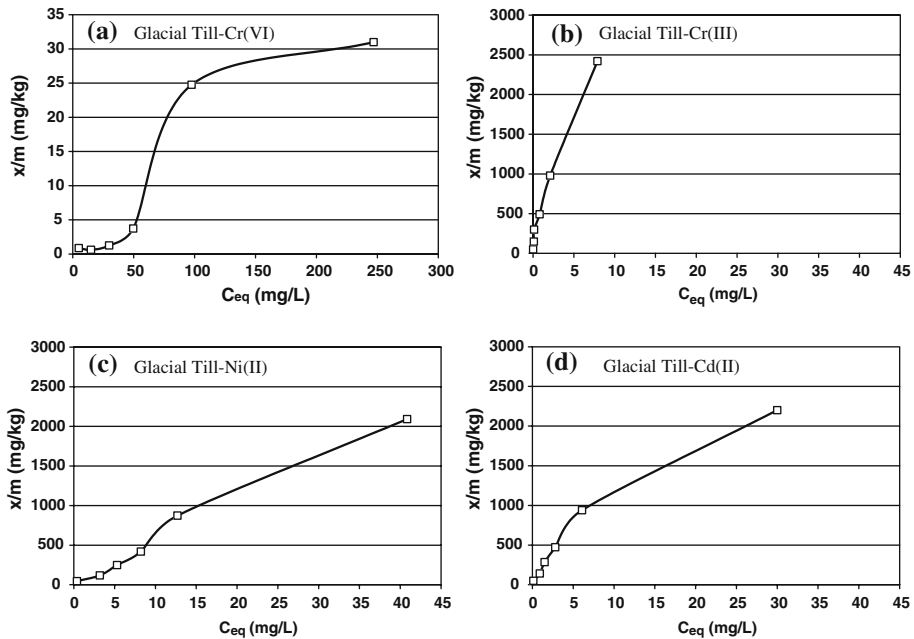 (a) Glacial Till-Cr(VI)
35
30
25
20
15
10
5
0
x/m (mg/kg)
0 50 100 150 200 250 300
Ceq (mg/L)
(b) Glacial Till-Cr(III)
3000
2500
2000
1500
1000
500
0
x/m (mg/kg)
0 5 10 15 20 25 30 35 40 45
Ceq (mg/L)
(c) Glacial Till-Ni(II)
3000
2500
2000
1500
1000
500
0
x/m (mg/kg)
0 5 10 15 20 25 30 35 40 45
Ceq (mg/L)
(d) Glacial Till-Cd(II)
3000
2500
2000
1500
1000
500
0
x/m (mg/kg)
0 5 10 15 20 25 30 35 40 45
Ceq (mg/L)